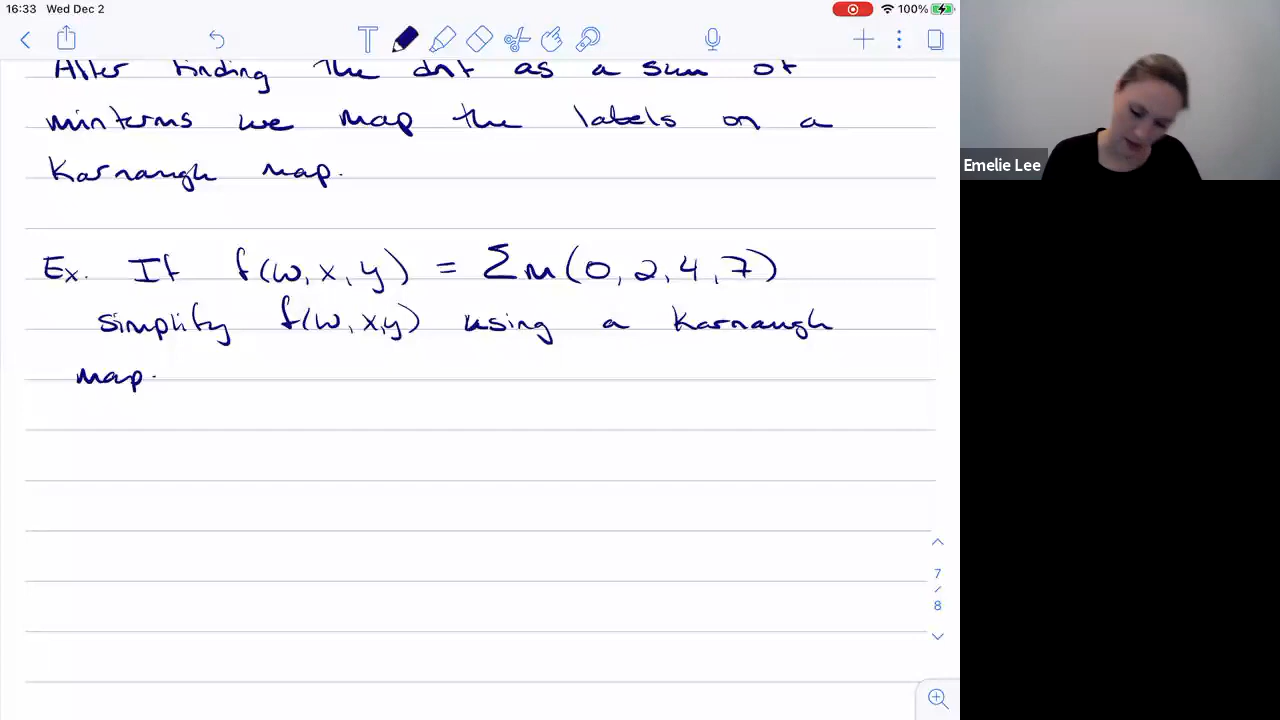 16:33 Wed Dec 2
100%
After finding the dnf as a sum of
minterms we map the labels on a
Karnaugh map.
Emelie Lee
Ex. If f(w,x,y) = Σm(0,2,4,7)
simplify f(w,x,y) using a Karnaugh
map.
7
/
8